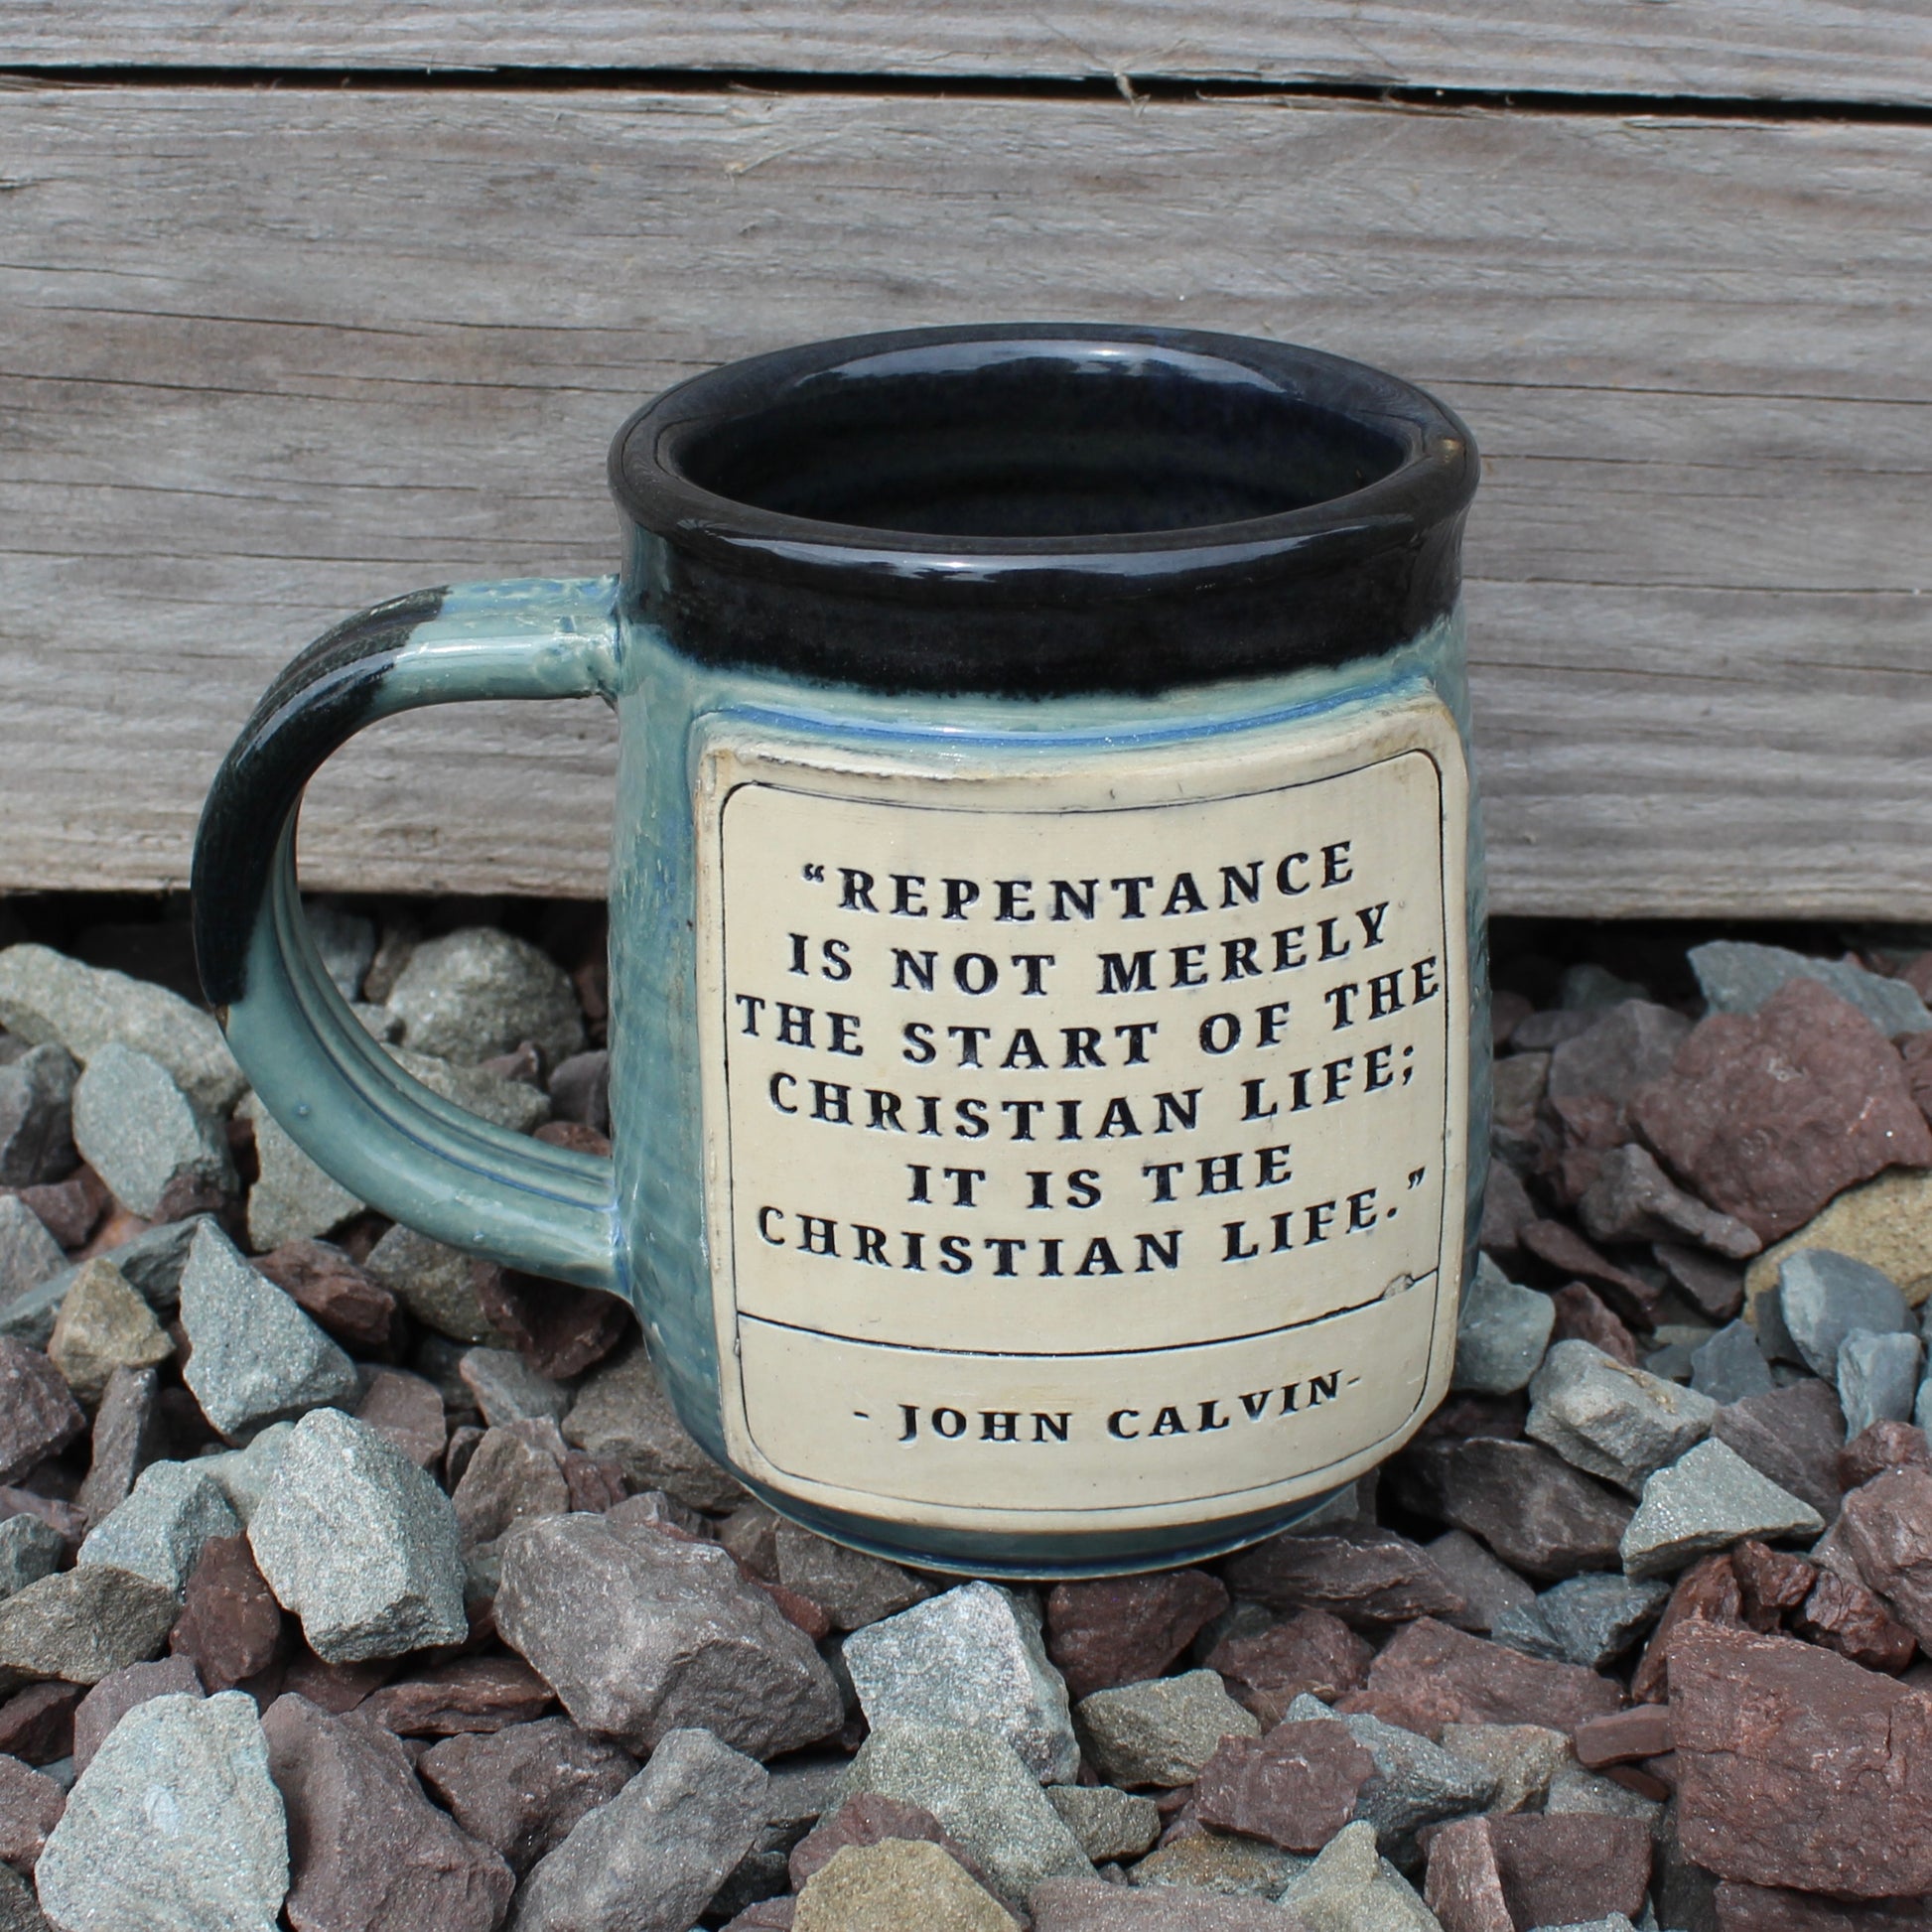 “REPENTANCE
IS NOT MERELY
THE START OF THE
CHRISTIAN LIFE;
IT IS THE
CHRISTIAN LIFE.”
- JOHN CALVIN-